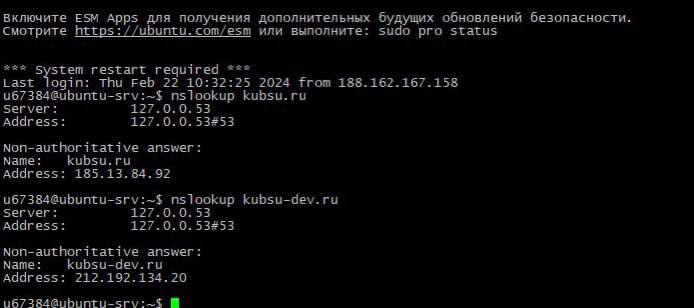 Включите ESM Apps для получения дополнительных будущих обновлений безопасности.
Смотрите https://ubuntu.com/esm или выполните: sudo pro status
*** System restart required ***
Last login: Thu Feb 22 10:32:25 2024 from 188.162.167.158
u67384@ubuntu-srv:~$ nslookup kubsu.ru
Server: 127.0.0.53
Address: 127.0.0.53#53
Non-authoritative answer:
Name: kubsu.ru
185.13.84.92
u67384@ubuntu-srv:~$ nslookup kubsu-dev.ru
Server: 127.0.0.53
Address: 127.0.0.53#53
Non-authoritative answer:
Name: kubsu-dev.ru
Address: 212.192.134.20
u67384@ubuntu-srv:~$